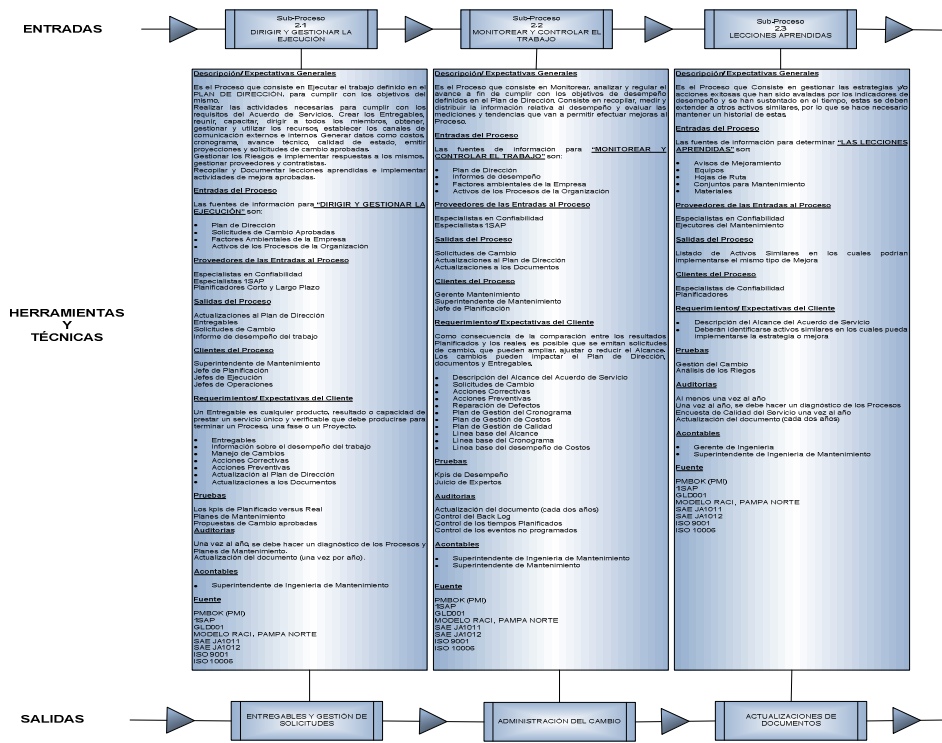 ENTRADAS
Sub-Proceso
2.1
DIRIGIR Y GESTIONAR LA
EJECUCIÓN
Sub-Proceso
2.2
MONITOREAR Y CONTROLAR EL
TRABAJO
Sub-Proceso
2.3
LECCIONES APRENDIDAS
HERRAMIENTAS
Y
TÉCNICAS
Descripción/Expectativas Generales
Es el Proceso que consiste en Ejecutar el trabajo definido en el
PLAN DE DIRECCIÓN, para cumplir con los objetivos del
mismo.
Realizar las actividades necesarias para cumplir con los
requisitos del Acuerdo de Servicios. Crear los Entregables,
reunir, capacitar, dirigir a todos los miembros, obtener,
gestionar y utilizar los recursos, establecer los canales de
comunicación externos e internos Generar datos como costos,
cronograma, avance técnico, calidad de estado, emitir
proyecciones y solicitudes de cambio aprobadas.
Gestionar los Riesgos e implementar respuestas a los mismos,
gestionar proveedores y contratistas.
Recopilar y Documentar lecciones aprendidas e implementar
actividades de mejora aprobadas.
Entradas del Proceso
Las fuentes de información para "DIRIGIR Y GESTIONAR LA
EJECUCIÓN" son:
• Plan de Dirección
• Solicitudes de Cambio Aprobadas
• Factores Ambientales de la Empresa
• Activos de los Procesos de la Organización
Proveedores de las Entradas al Proceso
Especialistas en Confiabilidad
Especialistas 1SAP
Planificadores Corto y Largo Plazo
Salidas del Proceso
Actualizaciones al Plan de Dirección
Entregables
Solicitudes de Cambio
Informe de desempeño del trabajo
Clientes del Proceso
Superintendente de Mantenimiento
Jefe de Planificación
Jefes de Ejecución
Jefes de Operaciones
Requerimientos/Expectativas del Cliente
Un Entregable es cualquier producto, resultado o capacidad de
prestar un servicio único y verificable que debe producirse para
terminar un Proceso, una fase o un Proyecto.
• Entregables
• Información sobre el desempeño del trabajo
• Manejo de Cambios
• Acciones Correctivas
• Acciones Preventivas
• Actualización al Plan de Dirección
• Actualizaciones a los Documentos
Pruebas
Los kpis de Planificado versus Real
Planes de Mantenimiento
Propuestas de Cambio aprobadas
Auditorias
Una vez al año, se debe hacer un diagnóstico de los Procesos y
Planes de Mantenimiento.
Actualización del documento (una vez por año).
Acontables
• Superintendente de Ingeniería de Mantenimiento
Fuente
PMBOK (PMI)
1SAP
GLD001
MODELO RACI, PAMPA NORTE
SAE JA1011
SAE JA1012
ISO 9001
ISO 10006
Descripción/Expectativas Generales
Es el Proceso que consiste en Monitorear, analizar y regular el
avance a fin de cumplir con los objetivos de desempeño
definidos en el Plan de Dirección. Consiste en recopilar, medir y
distribuir la información relativa al desempeño y evaluar las
mediciones y tendencias que van a permitir efectuar mejoras al
Proceso.
Entradas del Proceso
Las fuentes de información para "MONITOREAR Y
CONTROLAR EL TRABAJO" son:
• Plan de Dirección
• Informes de desempeño
• Factores ambientales de la Empresa
• Activos de los Procesos de la Organización
Proveedores de las Entradas al Proceso
Especialistas en Confiabilidad
Especialistas 1SAP
Salidas del Proceso
Solicitudes de Cambio
Actualizaciones al Plan de Dirección
Actualizaciones a los Documentos
Clientes del Proceso
Gerente Mantenimiento
Superintendente de Mantenimiento
Jefe de Planificación
Requerimientos/Expectativas del Cliente
Como consecuencia de la comparación entre los resultados
Planificados y los reales, es posible que se emitan solicitudes
de cambio, que pueden ampliar, ajustar o reducir el Alcance.
Los cambios pueden impactar el Plan de Dirección,
documentos y Entregables.
• Descripción del Alcance del Acuerdo de Servicio
• Solicitudes de Cambio
• Acciones Correctivas
• Acciones Preventivas
• Reparación de Defectos
• Plan de Gestión del Cronograma
• Plan de Gestión de Costos
• Plan de Gestión de Calidad
• Línea base del Alcance
• Línea base del Cronograma
• Línea base del desempeño de Costos
Pruebas
Kpis de Desempeño
Juicio de Expertos
Auditorias
Actualización del documento (cada dos años)
Control del Back Log
Control de los tiempos Planificados
Control de los eventos no programados
Acontables
• Superintendente de Ingeniería de Mantenimiento
• Superintendente de Mantenimiento
Fuente
PMBOK (PMI)
1SAP
GLD001
MODELO RACI, PAMPA NORTE
SAE JA1011
SAE JA1012
ISO 9001
ISO 10006
Descripción/Expectativas Generales
Es el Proceso que Consiste en gestionar las estrategias y/o
acciones exitosas que han sido avaladas por los indicadores de
desempeño y se han sustentado en el tiempo, estas se deben
extender a otros activos similares, por lo que se hace necesario
mantener un historial de estas.
Entradas del Proceso
Las fuentes de información para determinar "LAS LECCIONES
APRENDIDAS" son
• Avisos de Mejoramiento
• Equipos
• Hojas de Ruta
• Conjuntos para Mantenimiento
• Materiales
Proveedores de las Entradas al Proceso
Especialistas en Confiabilidad
Ejecutores del Mantenimiento
Salidas del Proceso
Listado de Activos Similares en los cuales podrían
implementarse el mismo tipo de Mejora
Clientes del Proceso
Especialistas de Confiabilidad
Planificadores
Requerimientos/Expectativas del Cliente
• Descripción del Alcance del Acuerdo de Servicio
• Deberan identificarse activos similares en los cuales pueda
implementarse la estrategia o mejora
Pruebas
Gestión del Cambio
Análisis de los Riegos
Auditorias
Al menos una vez al año
Una vez al año, se debe hacer un diagnóstico de los Procesos
Encuesta de Calidad del Servicio una vez al año
Actualización del documento (cada dos años)
Acontables
• Gerente de Ingeniería
• Superintendente de Ingeniería de Mantenimiento
Fuente
PMBOK (PMI)
1SAP
GLD001
MODELO RACI, PAMPA NORTE
SAE JA1011
SAE JA1012
ISO 9001
ISO 10006
SALIDAS
ENTREGABLES Y GESTIÓN DE
SOLICITUDES
ADMINISTRACIÓN DEL CAMBIO
ACTUALIZACIONES DE
DOCUMENTOS